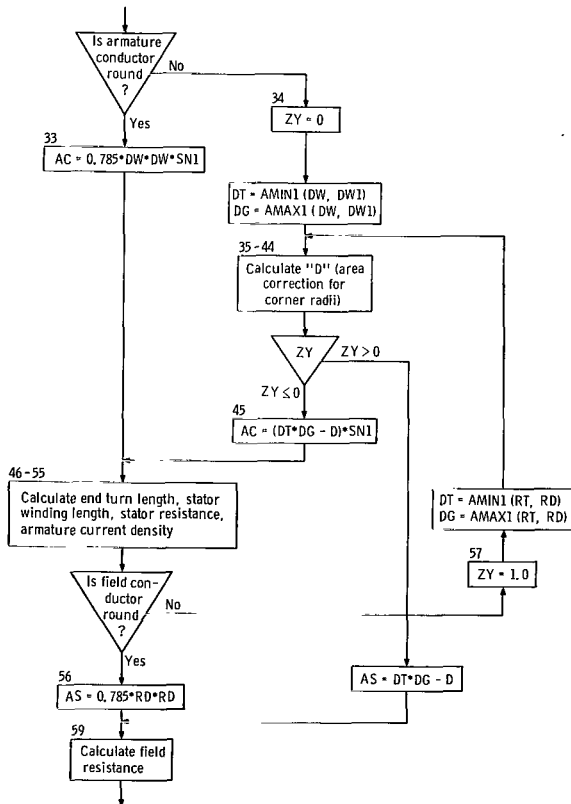 Is armature
conductor
round
?
No
Yes
33
AC = 0.785*DW*DW*SN1
34
ZY = 0
DT = AMIN1 (DW, DW1)
DG = AMAX1 (DW, DW1)
35-44
Calculate "D" (area
correction for
corner radii)
ZY
ZY>0
ZY≤0
45
AC = (DT*DG - D)*SN1
46-55
Calculate end turn length, stator
winding length, stator resistance,
armature current density
DT = AMIN1 (RT, RD)
DG = AMAX1 (RT, RD)
57
ZY = 1.0
Is field con-
ductor
round
?
No
Yes
56
AS = 0.785*RD*RD
AS = DT*DG - D
59
Calculate field
resistance